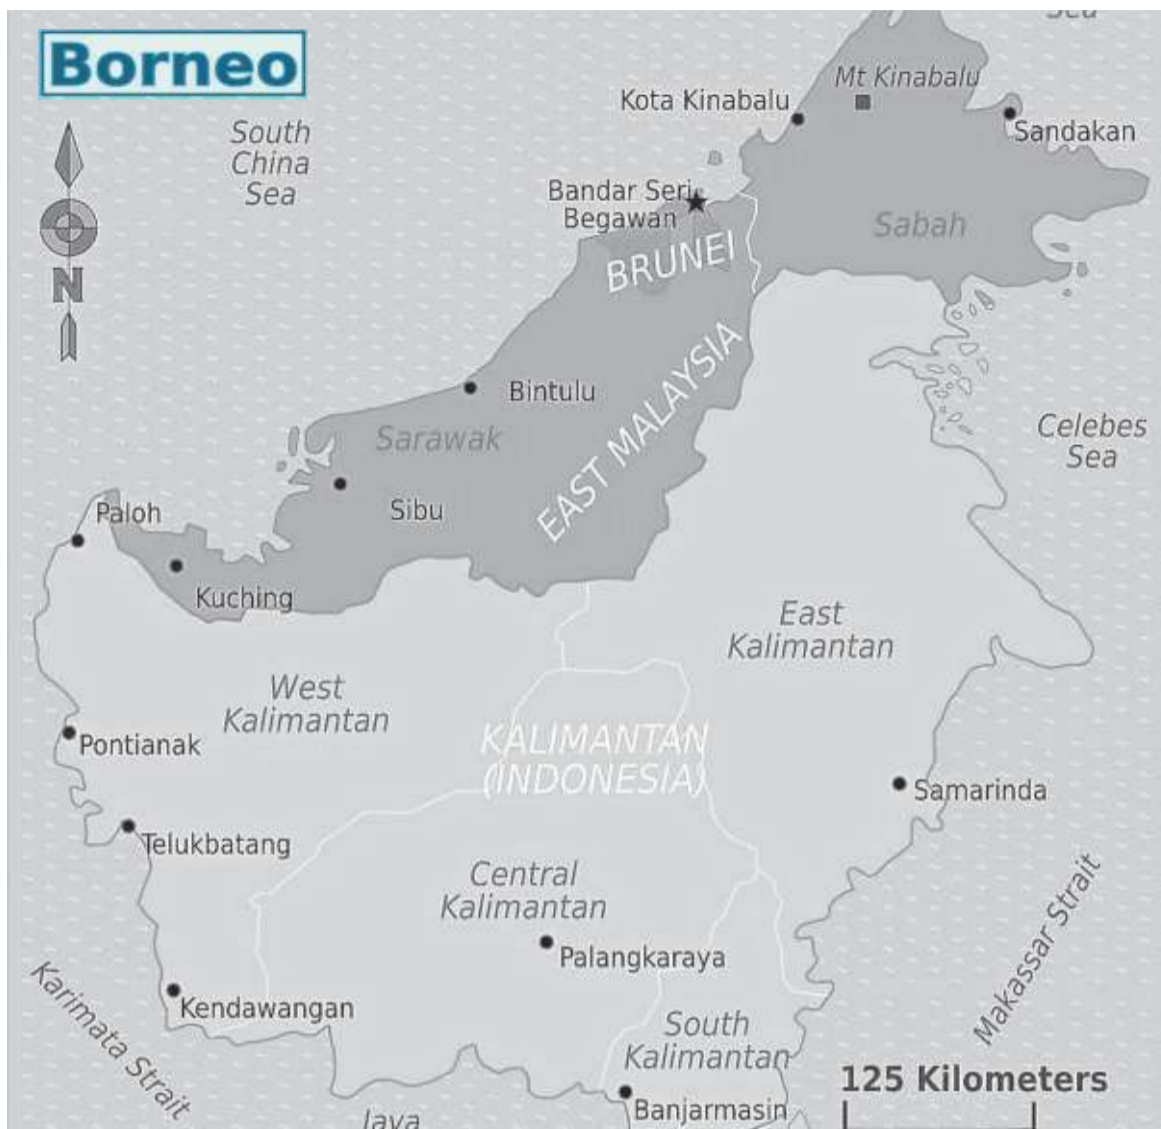 Borneo
Sea
Mt Kinabalu
Kota Kinabalu
Sandakan
South
China
Sea
Bandar Seri
Begawan
Sabah
BRUNEI
N
EAST MALAYSIA
Bintulu
Celebes
Sea
Sarawak
Sibu
Paloh
Kuching
East
Kalimantan
West
Kalimantan
KALIMANTAN
(INDONESIA)
Pontianak
Samarinda
Telukbatang
Central
Kalimantan
Palangkaraya
Makassar Strait
Karimata Strait
Kendawangan
South
Kalimantan
125 Kilometers
Banjarmasin
Java